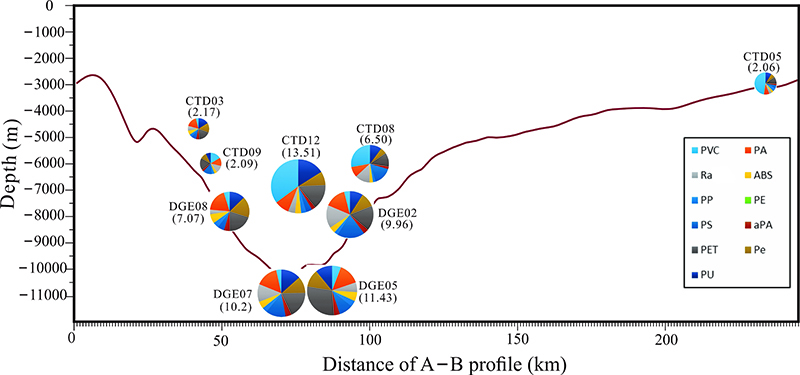 0
−1000
−2000
−3000
−4000
−5000
−6000
−7000
−8000
−9000
−10000
−11000
Depth (m)
CTD03
(2.17)
CTD09
(2.09)
CTD12
(13.51)
CTD08
(6.50)
CTD05
(2.06)
DGE08
(7.07)
DGE02
(9.96)
DGE07
(10.2)
DGE05
(11.43)
PVC PA
Ra ABS
PP PE
PS aPA
PET Pe
PU
0 50 100 150 200
Distance of A−B profile (km)